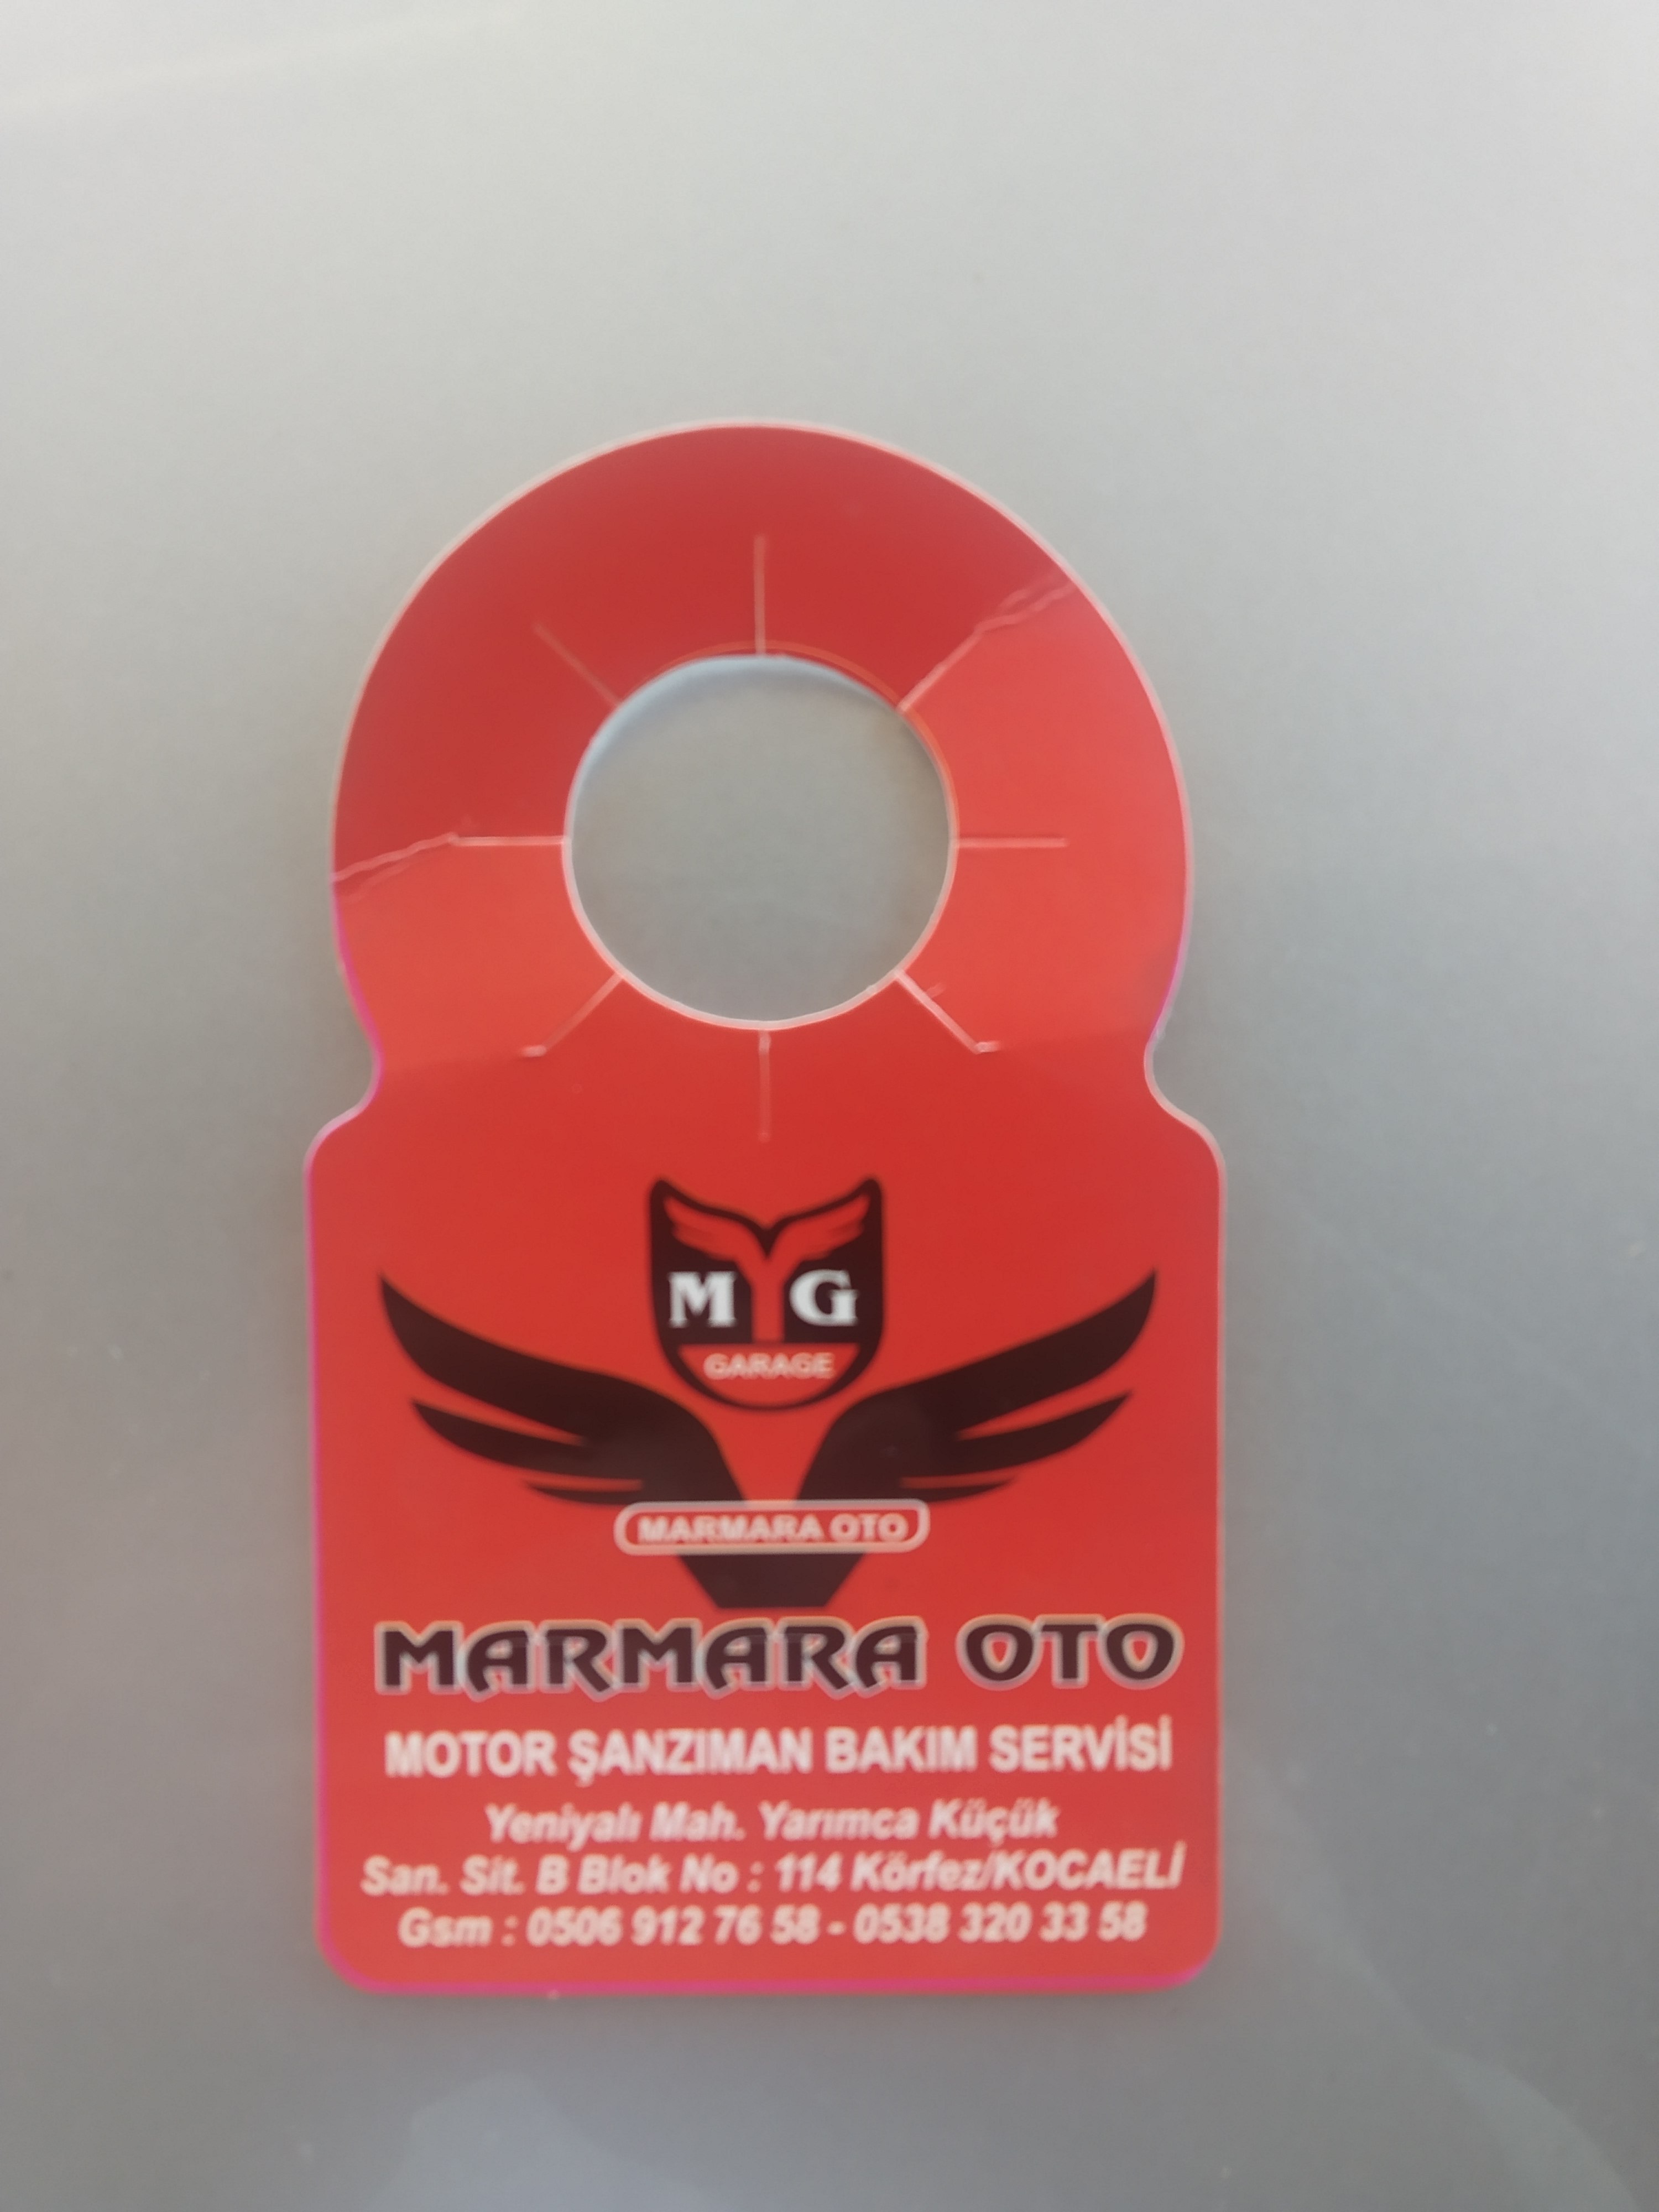 M G
GARAGE
MARMARA OTO
MARMARA OTO
MOTOR ŞANZIMAN BAKIM SERVİSİ
Yeniyalı Mah. Yarımca Küçük
San. Sit. B Blok No : 114 Körfez/KOCAELİ
Gsm : 0506 912 76 58 - 0538 320 33 58